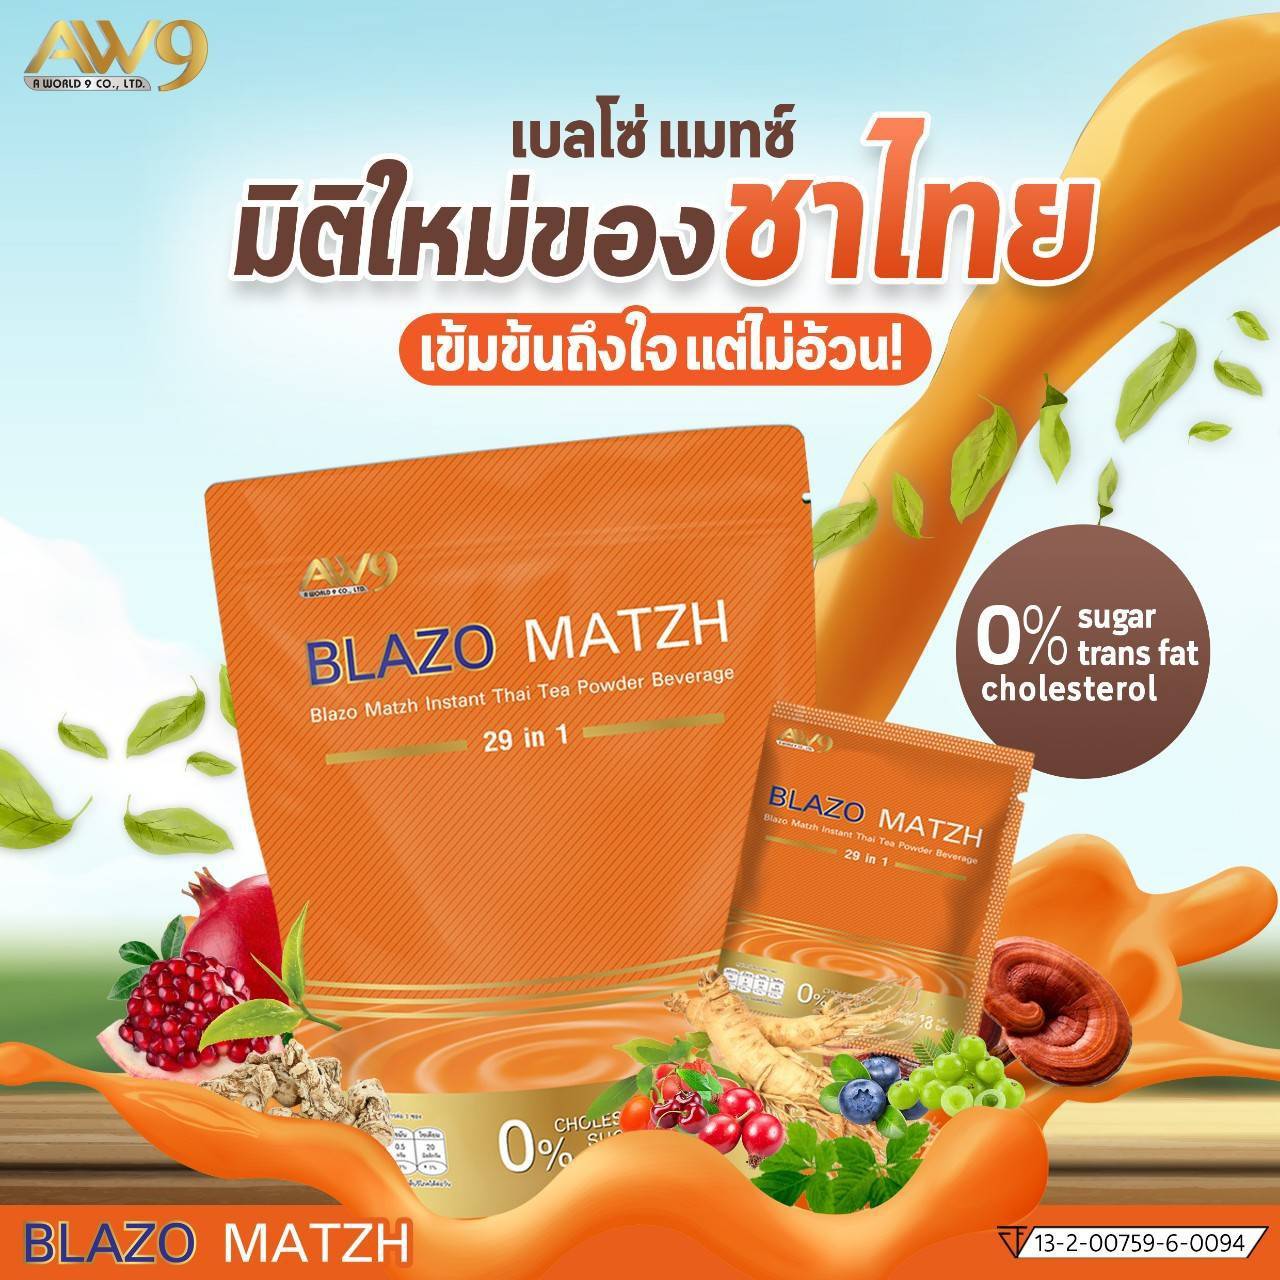 AW9
A WORLD 9 CO., LTD.
เบลโซ่ แมทซ์
มิติใหม่ของชาไทย
เข้มข้นถึงใจ แต่ไม่อ้วน!
0% sugar
trans fat
cholesterol
AW9
A WORLD 9 CO., LTD.
BLAZO MATZH
Blazo Matzh Instant Thai Tea Powder Beverage
29 in 1
AW9
BLAZO MATZH
Blazo Matzh Instant Thai Tea Powder Beverage
29 in 1
0%
0%
BLAZO MATZH
13-2-00759-6-0094